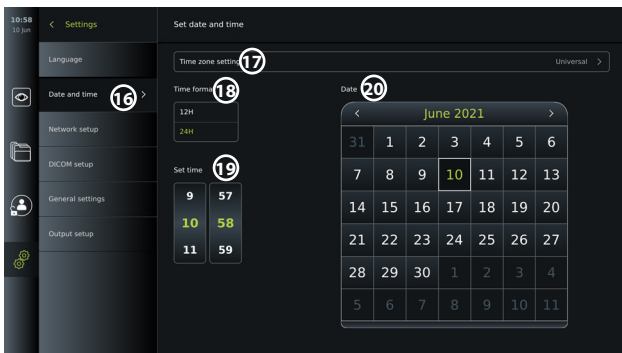 10:58
10 Jun
Settings
Set date and time
Language
Time zone setting
17
Universal
Date and time
16
Time forma
18
12H
24H
Date
20
June 2021
31 1 2 3 4 5 6
7 8 9 10 11 12 13
14 15 16 17 18 19 20
21 22 23 24 25 26 27
28 29 30 1 2 3 4
5 6 7 8 9 10 11
Network setup
DICOM setup
Set time
19
9 57
10 58
11 59
General settings
Output setup